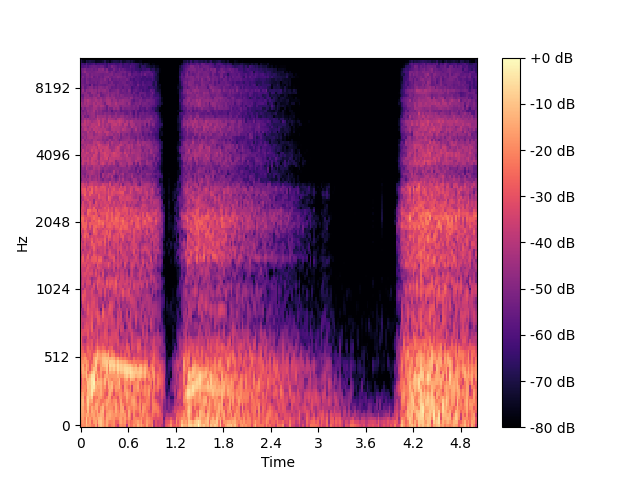 +0 dB
8192
-10 dB
4096
-20 dB
-30 dB
Hz
2048
-40 dB
1024
-50 dB
-60 dB
512
-70 dB
0
-80 dB
0 0.6 1.2 1.8 2.4 3 3.6 4.2 4.8
Time